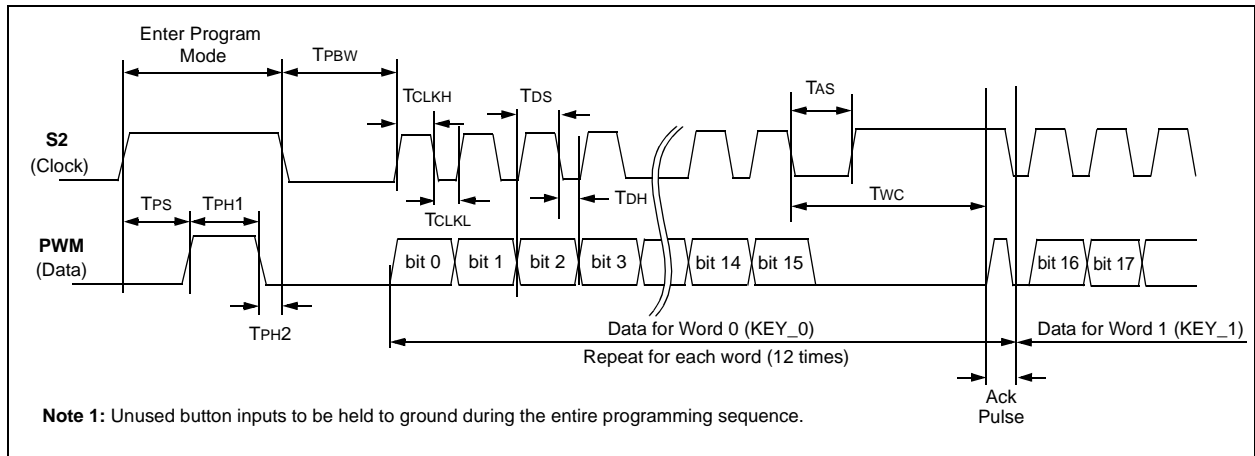 Enter Program
Mode
TPBW
TCLKH
TDS
TAS
S2
(Clock)
TPS
TPH1
TCLKL
TDH
TWC
PWM
(Data)
bit 0
bit 1
bit 2
bit 3
bit 14
bit 15
bit 16
bit 17
TPH2
Data for Word 0 (KEY_0)
Data for Word 1 (KEY_1)
Repeat for each word (12 times)
Ack
Pulse
Note 1: Unused button inputs to be held to ground during the entire programming sequence.